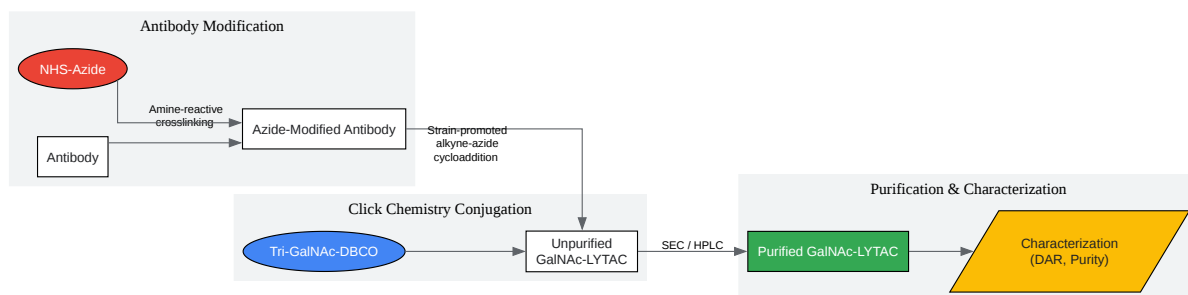 Antibody Modification
NHS-Azide
Amine-reactive
crosslinking
Azide-Modified Antibody
Antibody
Strain-promoted
alkyne-azide
cycloaddition
Click Chemistry Conjugation
Tri-GalNAc-DBCO
Unpurified
GalNAc-LYTAC
SEC / HPLC
Purification & Characterization
Purified GalNAc-LYTAC
Characterization
(DAR, Purity)